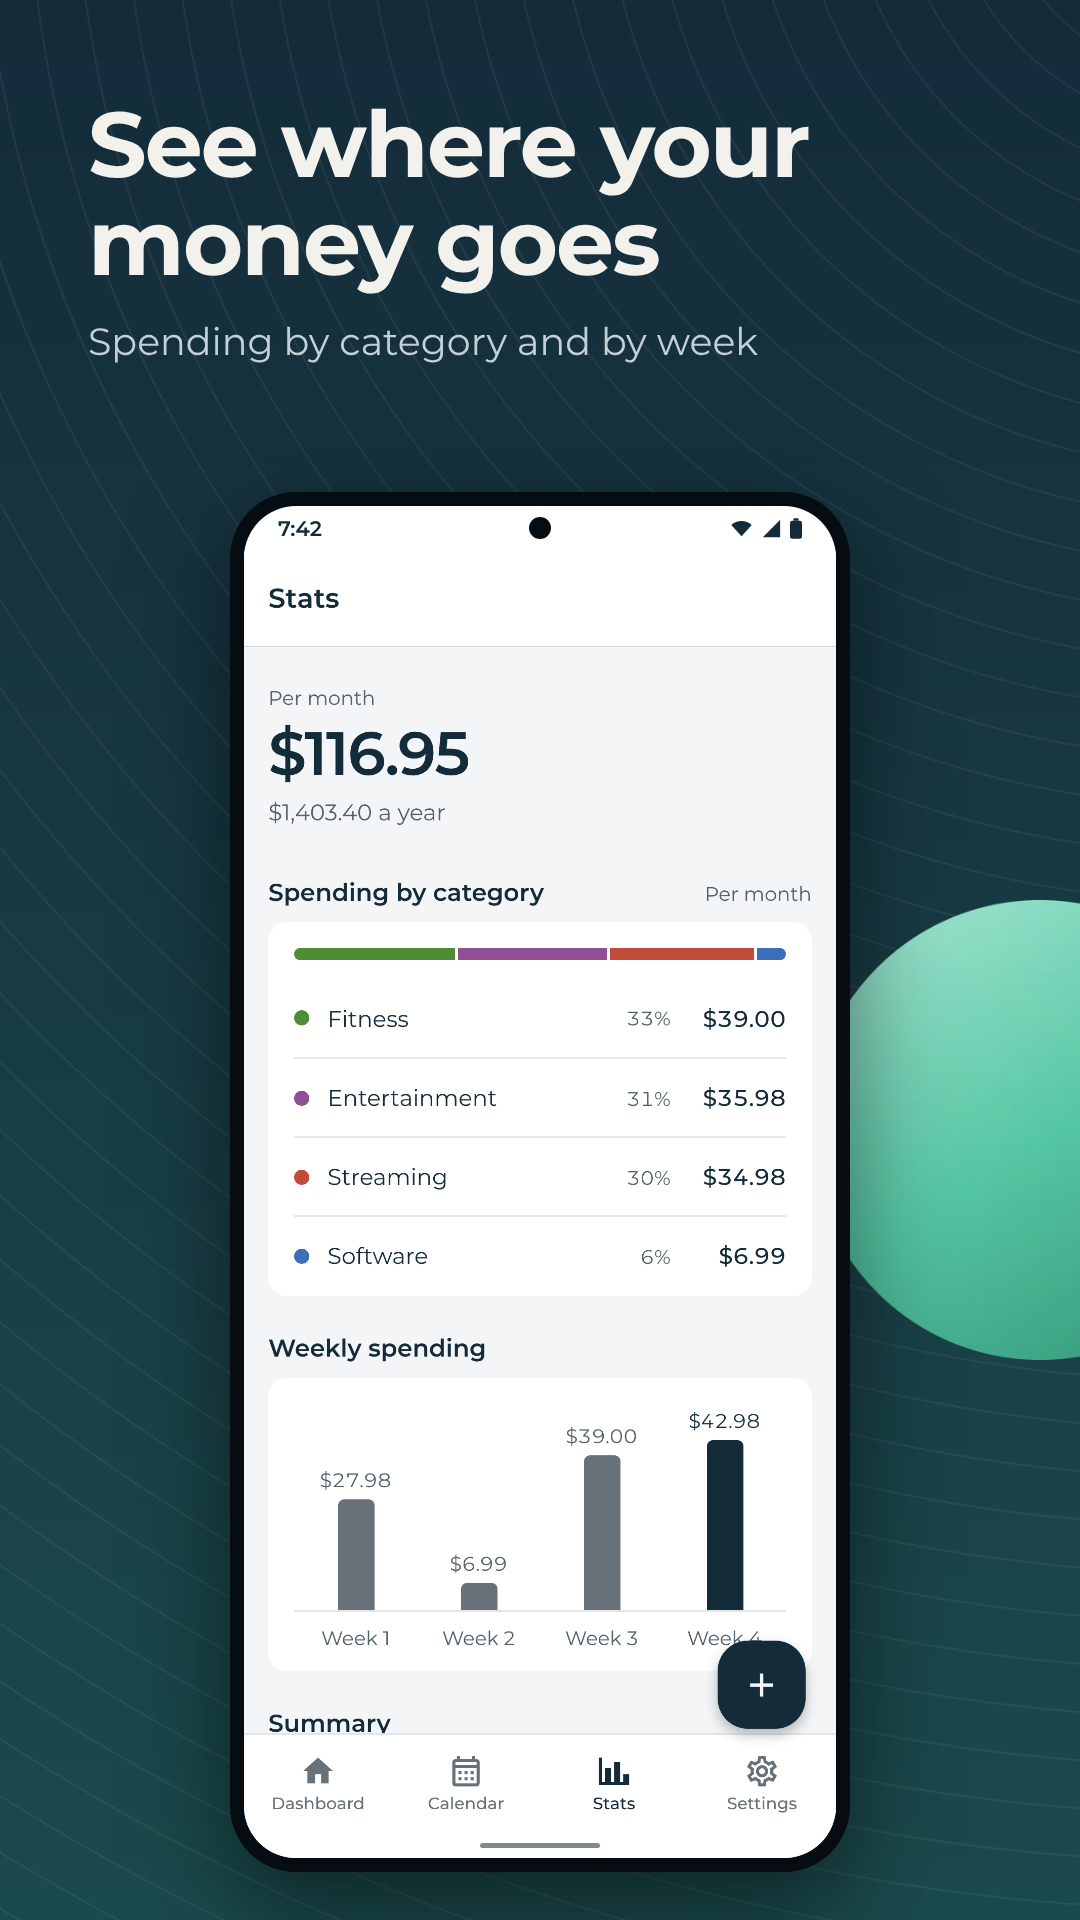 See where your
money goes
Spending by category and by week
7:42
Stats
Per month
$116.95
$1,403.40 a year
Spending by category Per month
Fitness 33% $39.00
Entertainment 31% $35.98
Streaming 30% $34.98
Software 6% $6.99
Weekly spending
$27.98 $6.99 $39.00 $42.98
Week 1 Week 2 Week 3 Week 4
Summary
Dashboard Calendar Stats Settings